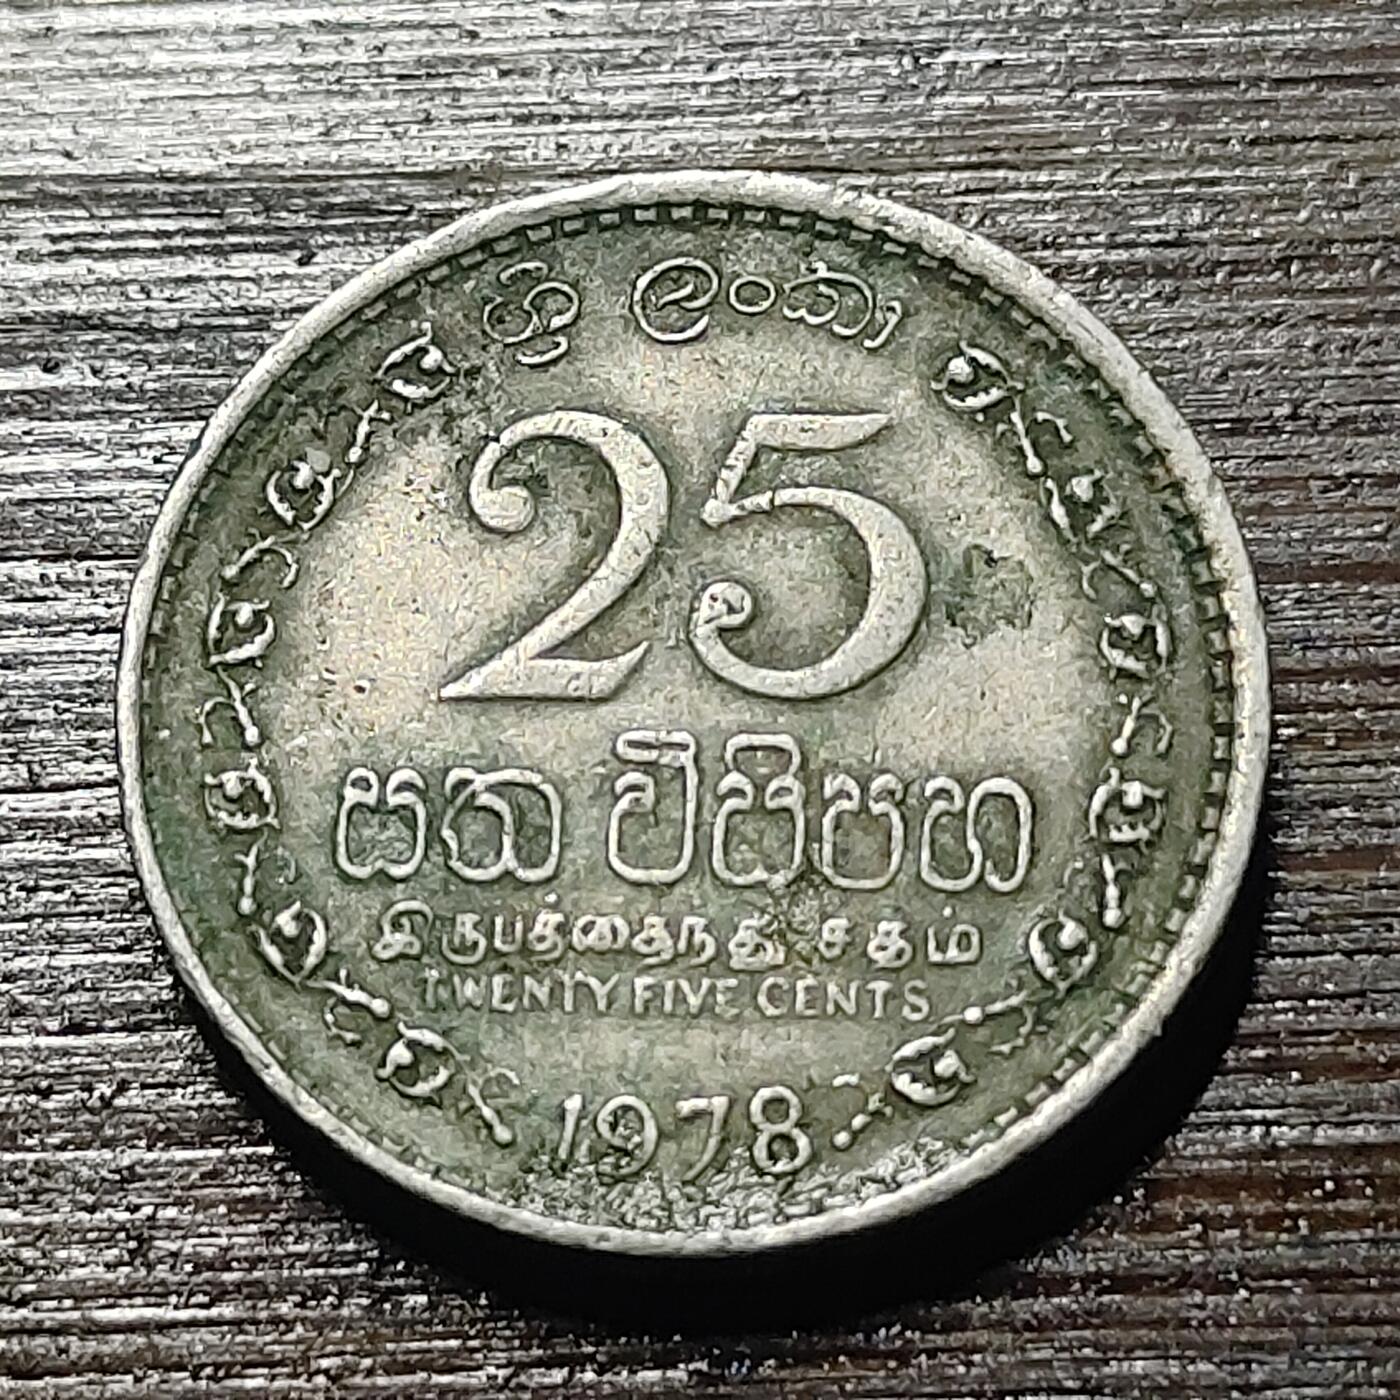 ශ්‍රී ලංකා
25
සත විසිපහ
இருபத்தைந்து சதம்
TWENTY FIVE CENTS
1978